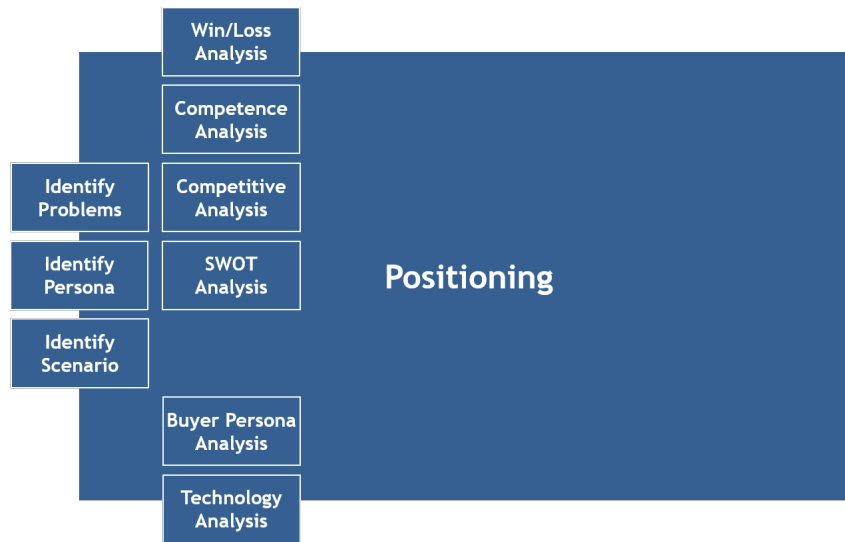 Win/Loss
Analysis
Competence
Analysis
Identify
Problems
Competitive
Analysis
Identify
Persona
SWOT
Analysis
Positioning
Identify
Scenario
Buyer Persona
Analysis
Technology
Analysis